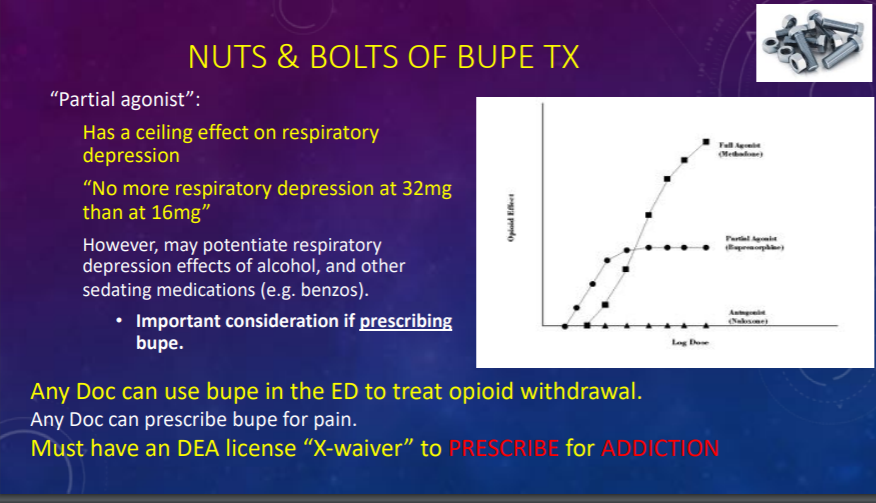 NUTS & BOLTS OF BUPE TX
“Partial agonist”:
Has a ceiling effect on respiratory
depression
“No more respiratory depression at 32mg
than at 16mg”
However, may potentiate respiratory
depression effects of alcohol, and other
sedating medications (e.g. benzos).
• Important consideration if prescribing
bupe.
Opioid Effect
Full Agonist
(Methadone)
Partial Agonist
(Buprenorphine)
Antagonist
(Naloxone)
Log Dose
Any Doc can use bupe in the ED to treat opioid withdrawal.
Any Doc can prescribe bupe for pain.
Must have an DEA license “X-waiver” to PRESCRIBE for ADDICTION